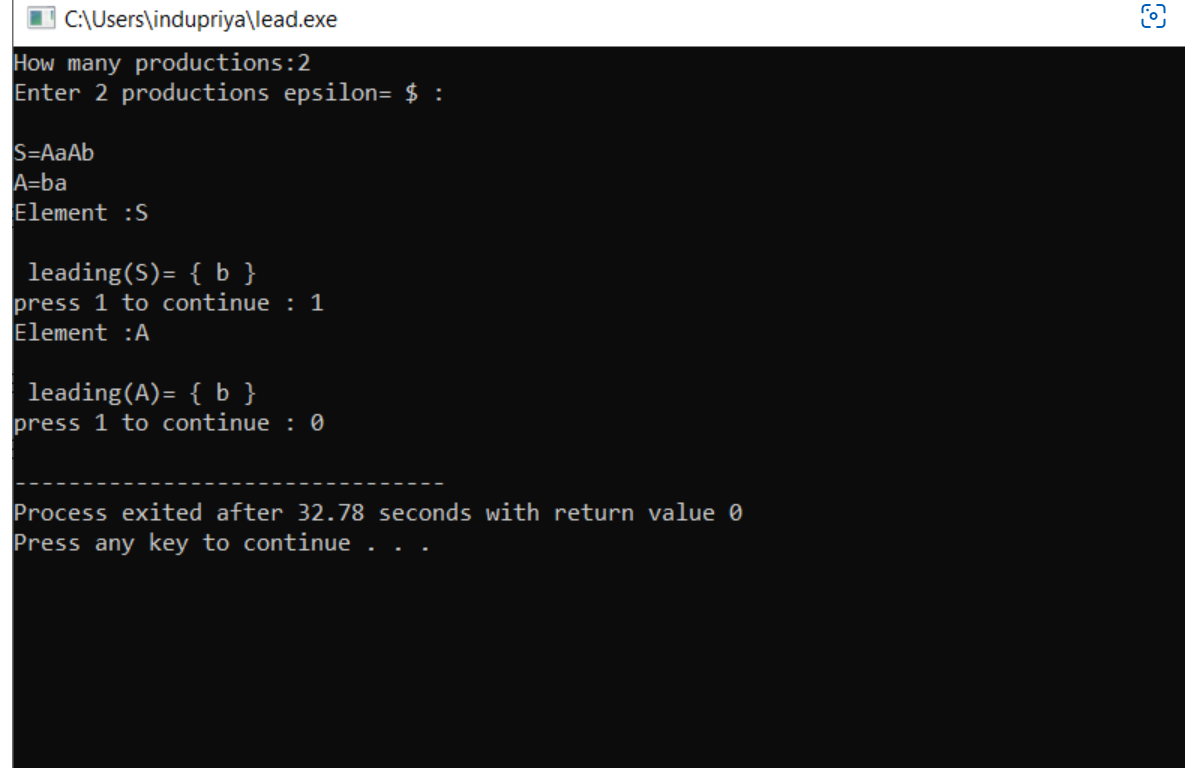 C:\Users\indupriya\lead.exe
How many productions:2
Enter 2 productions epsilon= $ :
S=AaAb
A=ba
Element :S
leading(S)= { b }
press 1 to continue : 1
Element :A
leading(A)= { b }
press 1 to continue : 0
--------------------------------
Process exited after 32.78 seconds with return value 0
Press any key to continue . . .